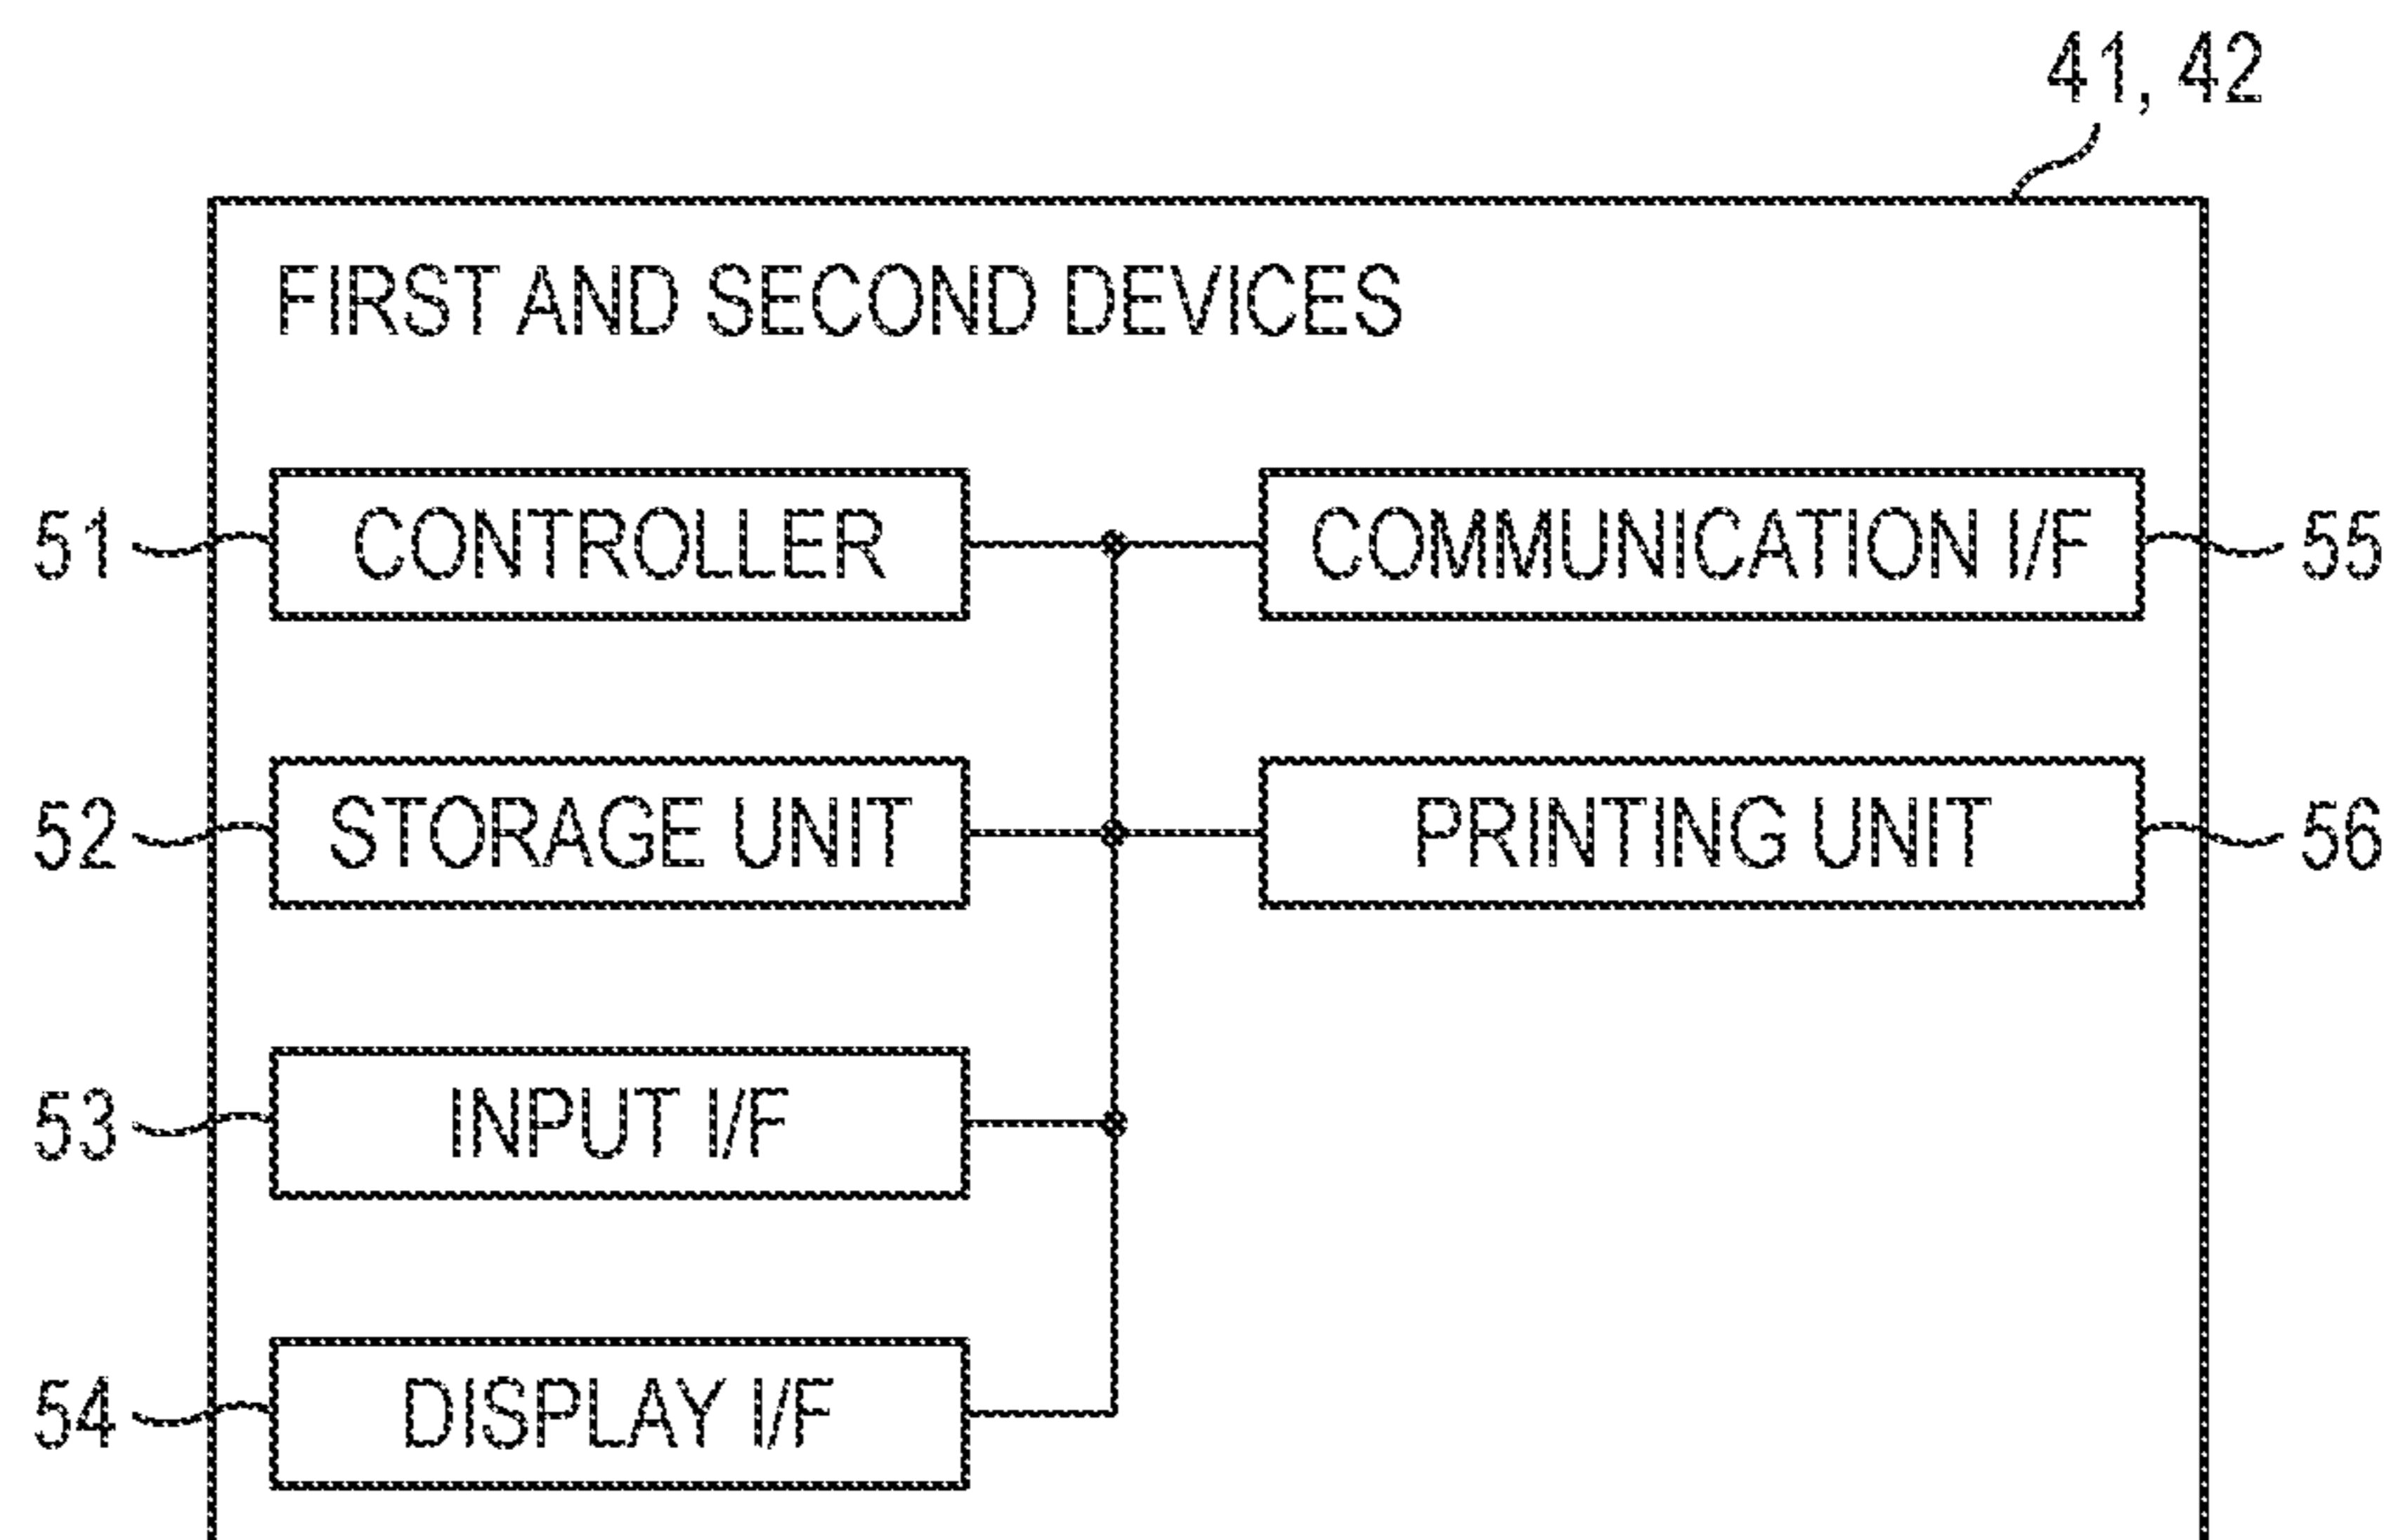 41, 42
FIRST AND SECOND DEVICES
51 CONTROLLER COMMUNICATION I/F 55
52 STORAGE UNIT PRINTING UNIT 56
53 INPUT I/F
54 DISPLAY I/F